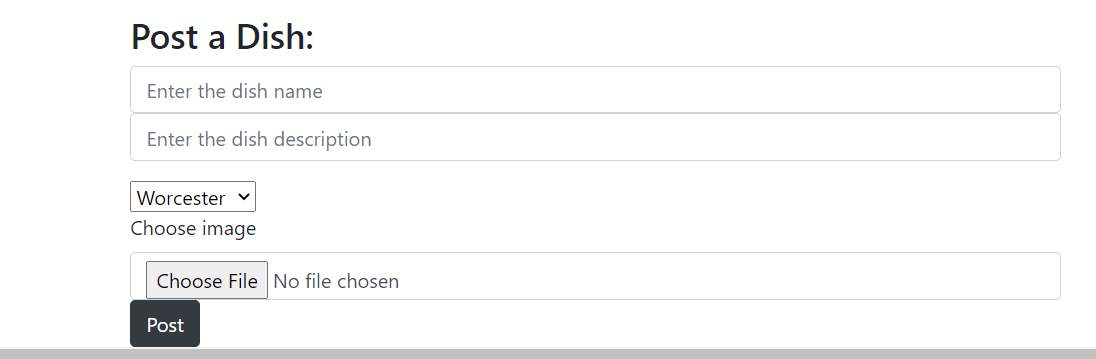 Post a Dish:
Enter the dish name
Enter the dish description
Worcester
Choose image
Choose File No file chosen
Post